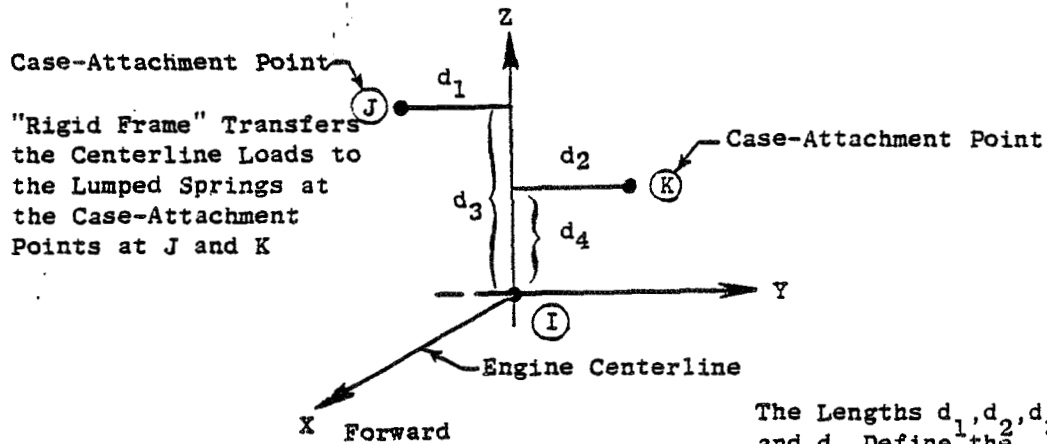 Z
Case-Attachment Point
d1
J
"Rigid Frame" Transfers
the Centerline Loads to
the Lumped Springs at
the Case-Attachment
Points at J and K
Case-Attachment Point
d2
K
d3
d4
Y
I
Engine Centerline
X Forward
The Lengths d1,d2,d3
and d Define the